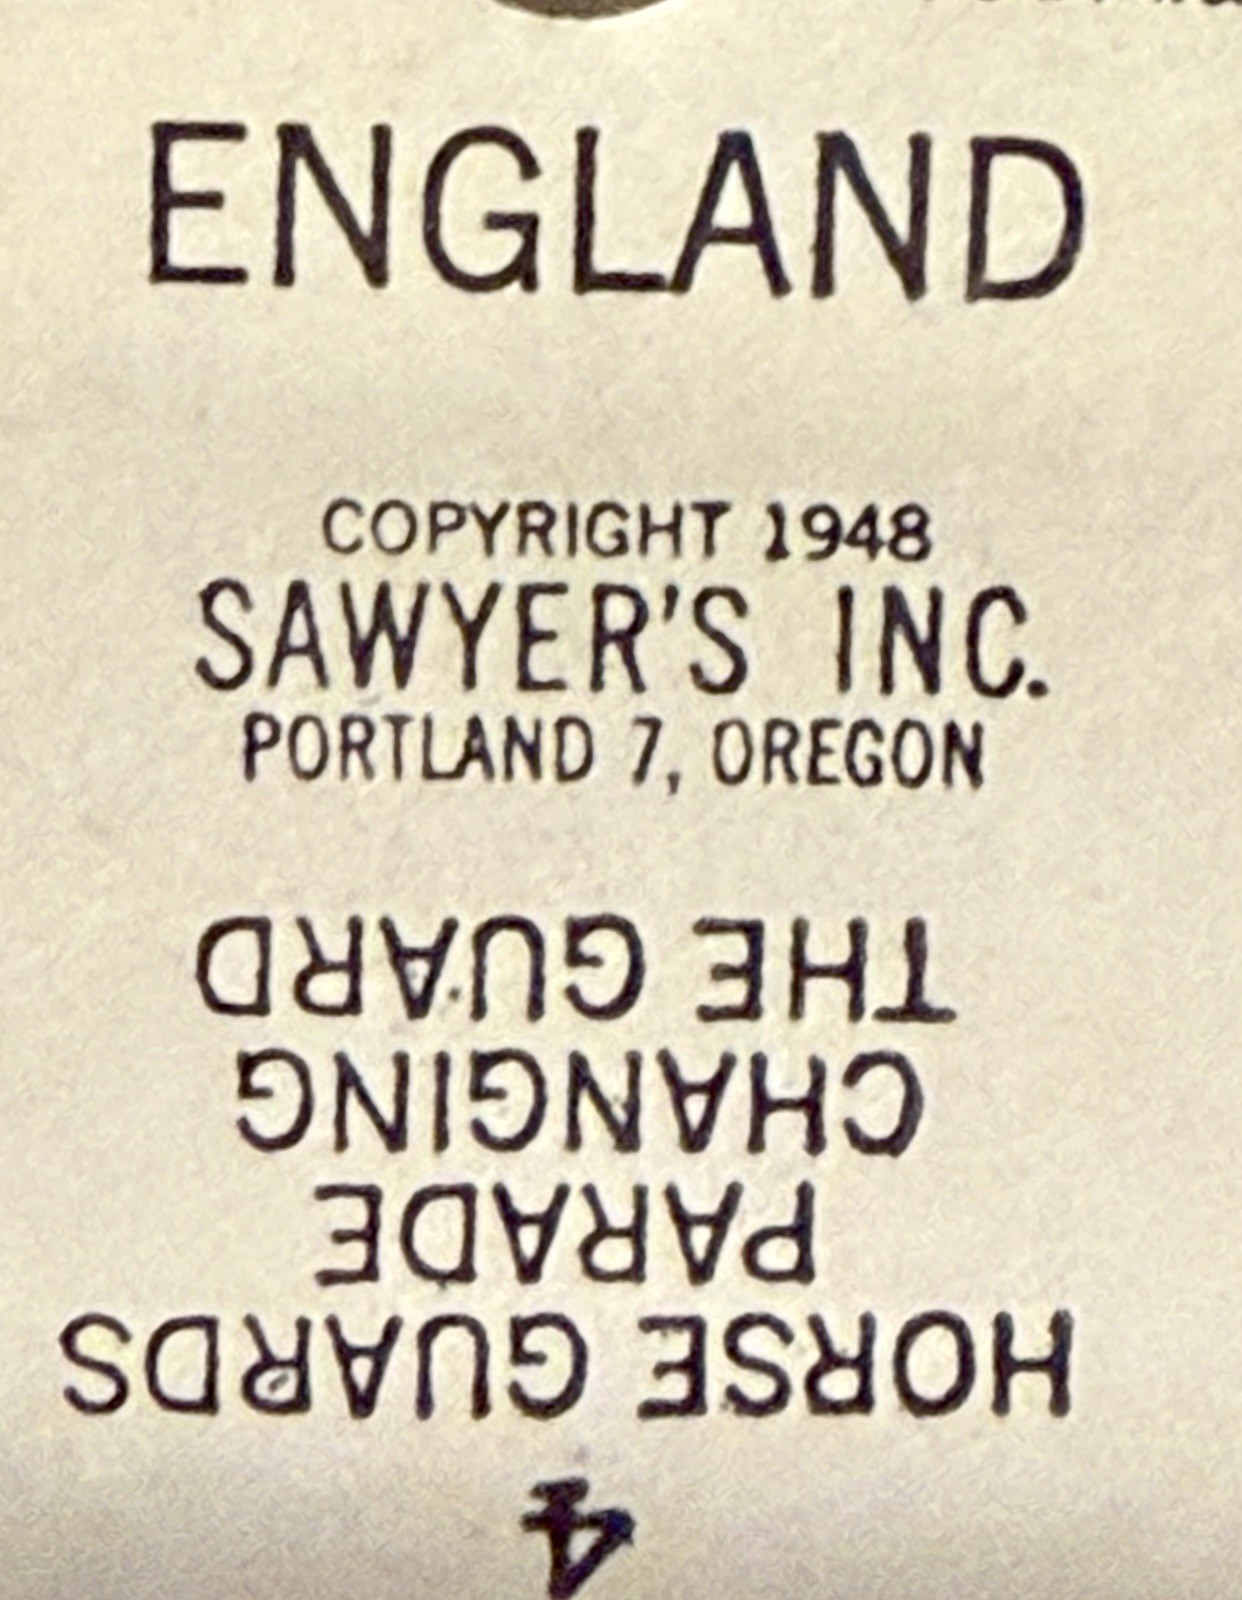 ENGLAND
COPYRIGHT 1948
SAWYER'S INC.
PORTLAND 7, OREGON
4
HORSE GUARDS
PARADE
CHANGING
THE GUARD